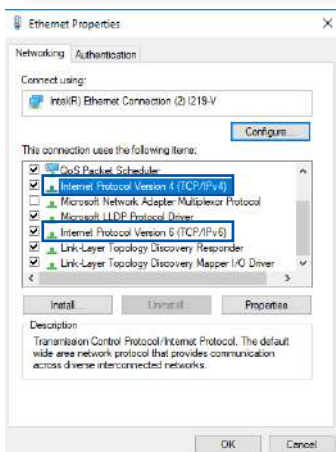 Ethernet Properties
Networking Authentication
Connect using:
Intel(R) Ethernet Connection (2) I219-V
Configure...
This connection uses the following items:
QoS Packet Scheduler
Internet Protocol Version 4 (TCP/IPv4)
Microsoft Network Adapter Multiplexor Protocol
Microsoft LLDP Protocol Driver
Internet Protocol Version 6 (TCP/IPv6)
Link-Layer Topology Discovery Responder
Link-Layer Topology Discovery Mapper I/O Driver
Install... Uninstall Properties
Description
Transmission Control Protocol/Internet Protocol. The default
wide area network protocol that provides communication
across diverse interconnected networks.
OK Cancel